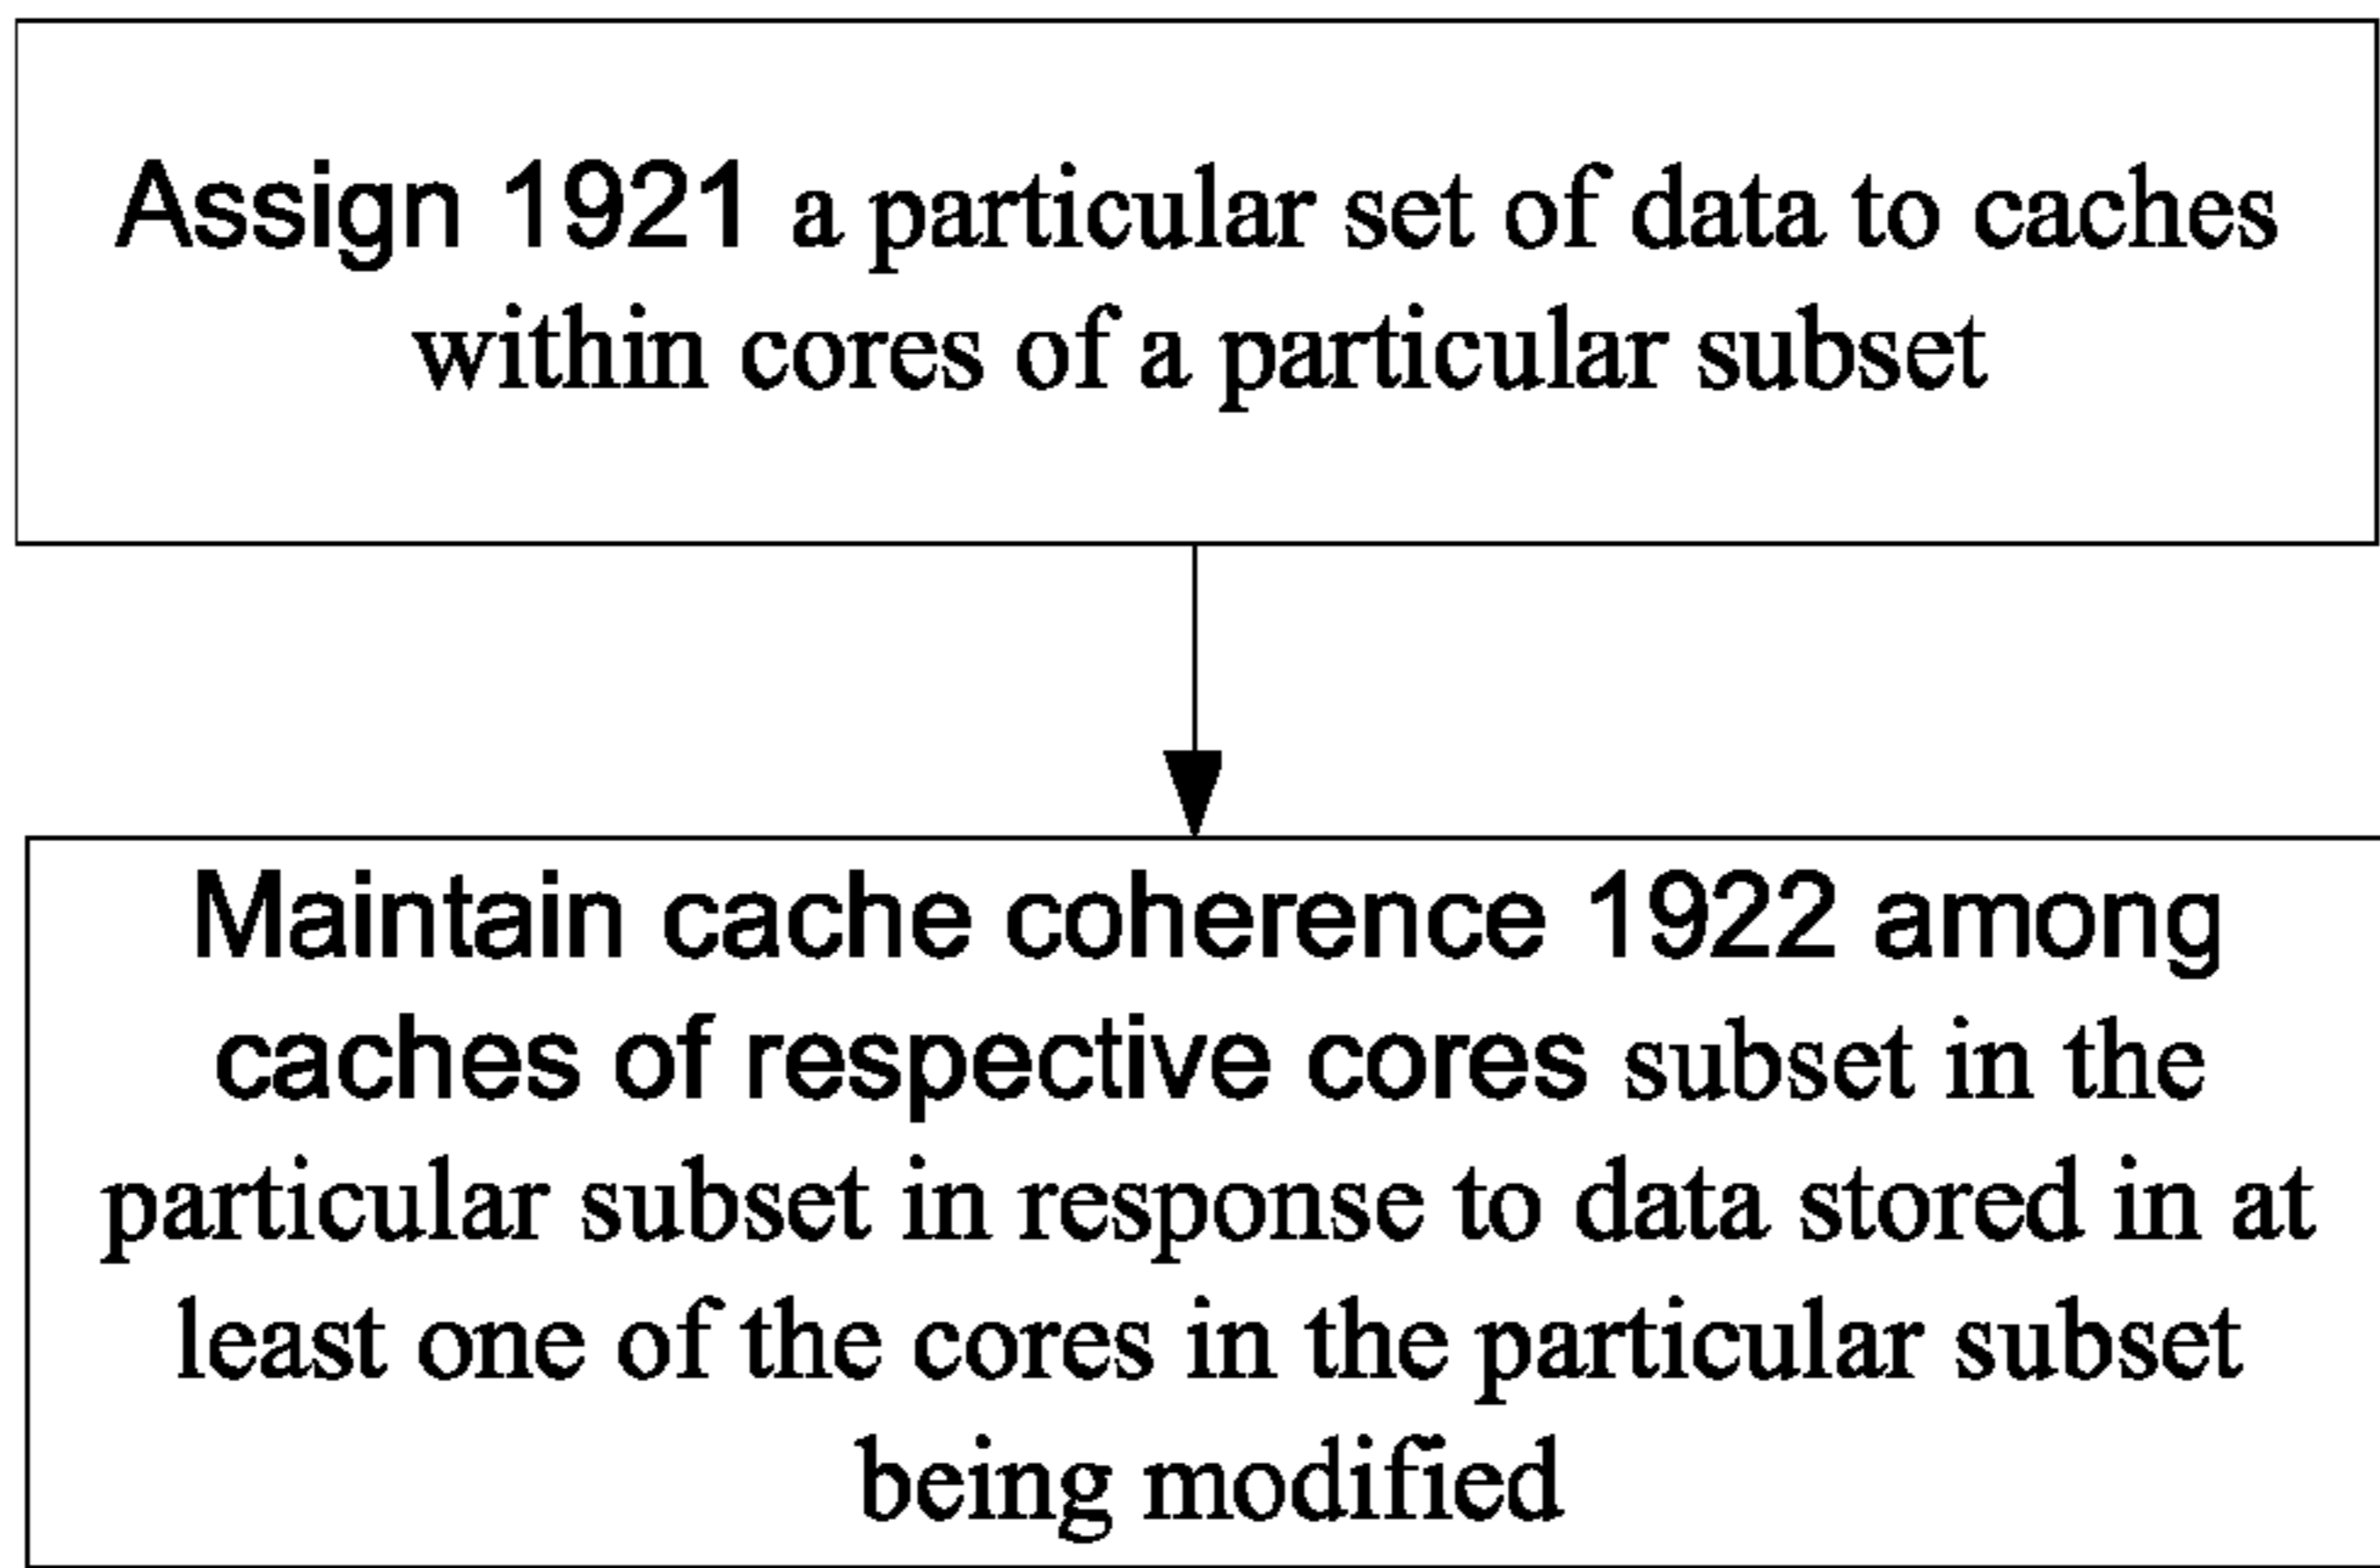 Assign 1921 a particular set of data to caches
within cores of a particular subset
Maintain cache coherence 1922 among
caches of respective cores subset in the
particular subset in response to data stored in at
least one of the cores in the particular subset
being modified